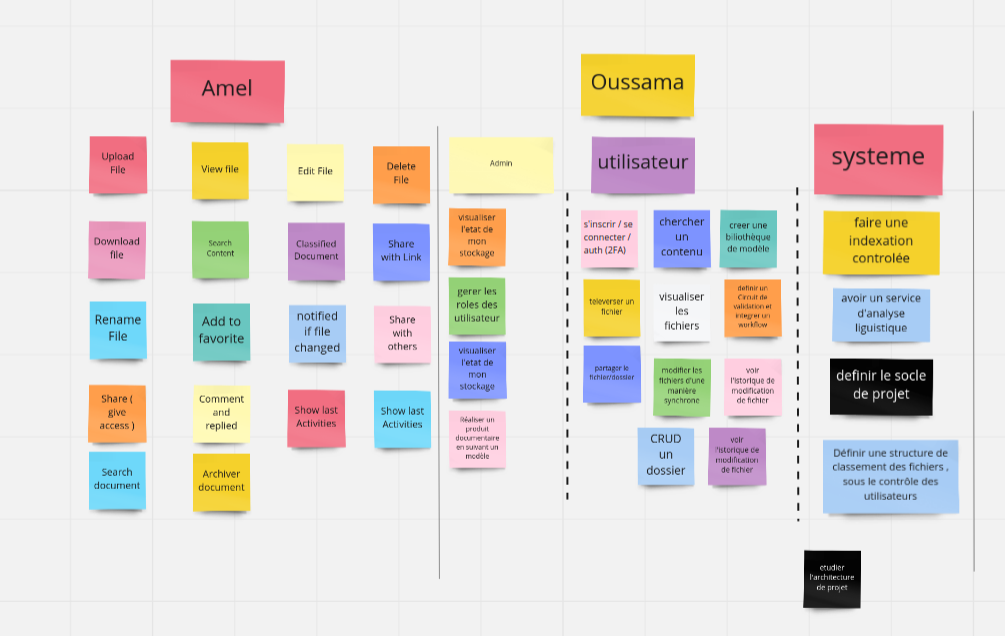 Amel
Upload
File
View file
Edit File
Delete
File
Download
file
Search
Content
Classified
Document
Share
with Link
Rename
File
Add to
favorite
notified
if file
changed
Share
with
others
Share (
give
access )
Comment
and
replied
Show last
Activities
Show last
Activities
Search
document
Archiver
document
Oussama
Admin
visualiser
l'etat de
mon
stockage
gerer les
roles des
utilisateur
visualiser
l'etat de
mon
stockage
Réaliser un
produit
documentaire
en suivant un
modèle
utilisateur
s'inscrir / se
connecter /
auth (2FA)
chercher
un
contenu
creer une
biliothèque
de modèle
televerser un
fichier
visualiser
les
fichiers
definir un
Circuit de
validation et
integrer un
workflow
partager le
fichier/dossier
modifier les
fichiers d'une
manière
synchrone
voir
l'istorique de
modification
de fichier
CRUD
un
dossier
voir
l'istorique de
modification
de fichier
systeme
faire une
indexation
controlée
avoir un service
d'analyse
liguistique
definir le socle
de projet
Définir une structure de
classement des fichiers ,
sous le contrôle des
utilisateurs
etudier
l'architecture
de projet